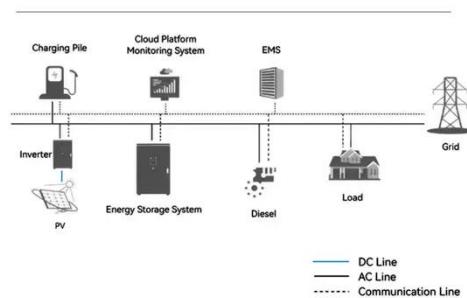 Charging Pile
Cloud Platform
Monitoring System
EMS
Grid
Inverter
PV
Energy Storage System
Diesel
Load
DC Line
AC Line
Communication Line